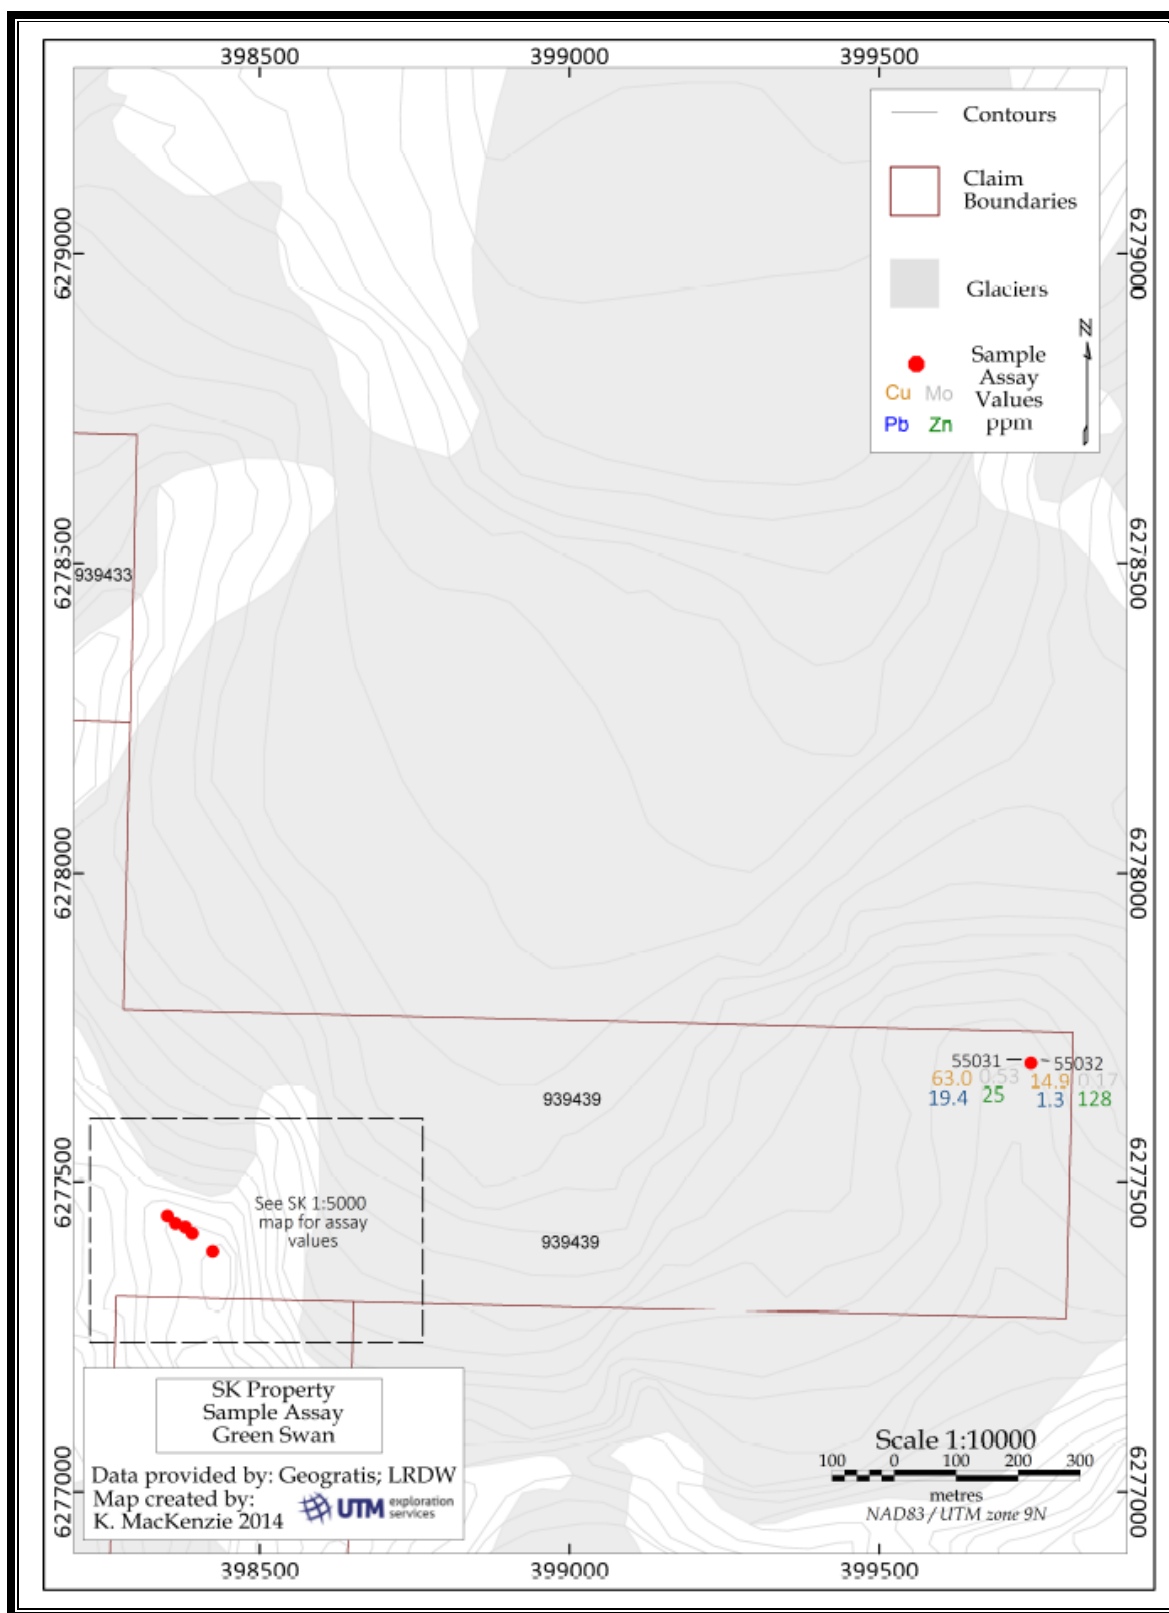 398500 399000 399500
Contours
Claim
Boundaries
Glaciers
N
Sample
Assay
Values
ppm
Cu Mo
Pb Zn
6279000 6279000
6278500 6278500
939433
6278000 6278000
55031 55032
63.0 0.53 14.9 0.17
19.4 25 1.3 128
939439
6277500 6277500
See SK 1:5000
map for assay
values
939439
SK Property
Sample Assay
Green Swan
Data provided by: Geogratis; LRDW
Map created by:
K. MacKenzie 2014
UTM exploration
services
Scale 1:10000
100 0 100 200 300
metres
NAD83 / UTM zone 9N
6277000 6277000
398500 399000 399500